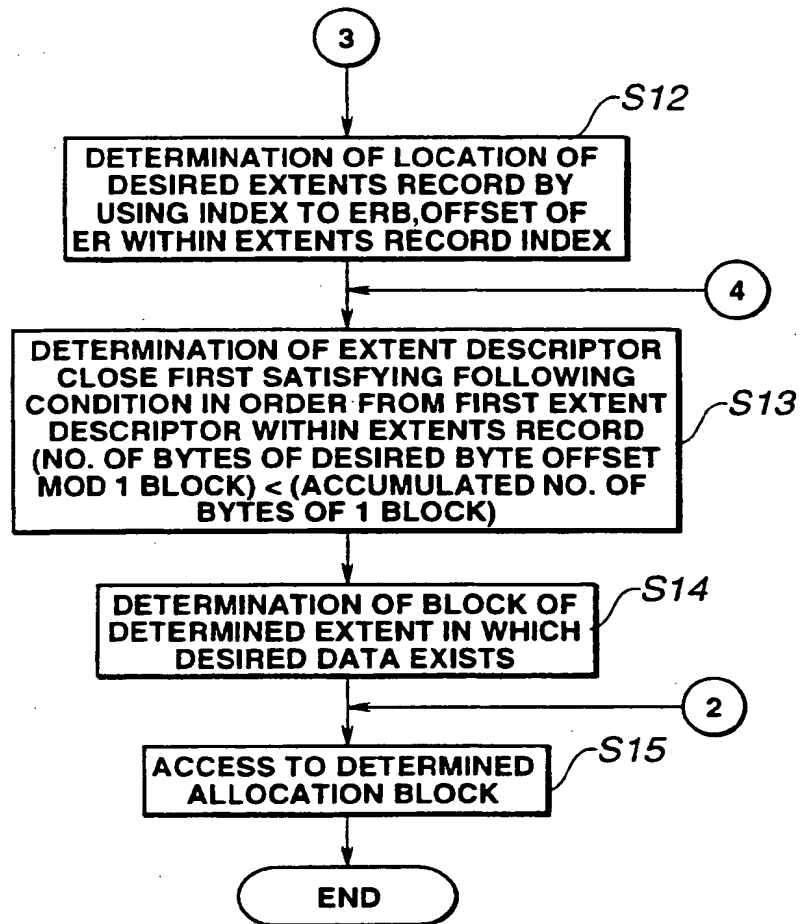 3
S12
DETERMINATION OF LOCATION OF
DESIRED EXTENTS RECORD BY
USING INDEX TO ERB,OFFSET OF
ER WITHIN EXTENTS RECORD INDEX
4
DETERMINATION OF EXTENT DESCRIPTOR
CLOSE FIRST SATISFYING FOLLOWING
CONDITION IN ORDER FROM FIRST EXTENT
DESCRIPTOR WITHIN EXTENTS RECORD
(NO. OF BYTES OF DESIRED BYTE OFFSET
MOD 1 BLOCK) < (ACCUMULATED NO. OF
BYTES OF 1 BLOCK)
S13
S14
DETERMINATION OF BLOCK OF
DETERMINED EXTENT IN WHICH
DESIRED DATA EXISTS
2
S15
ACCESS TO DETERMINED
ALLOCATION BLOCK
END